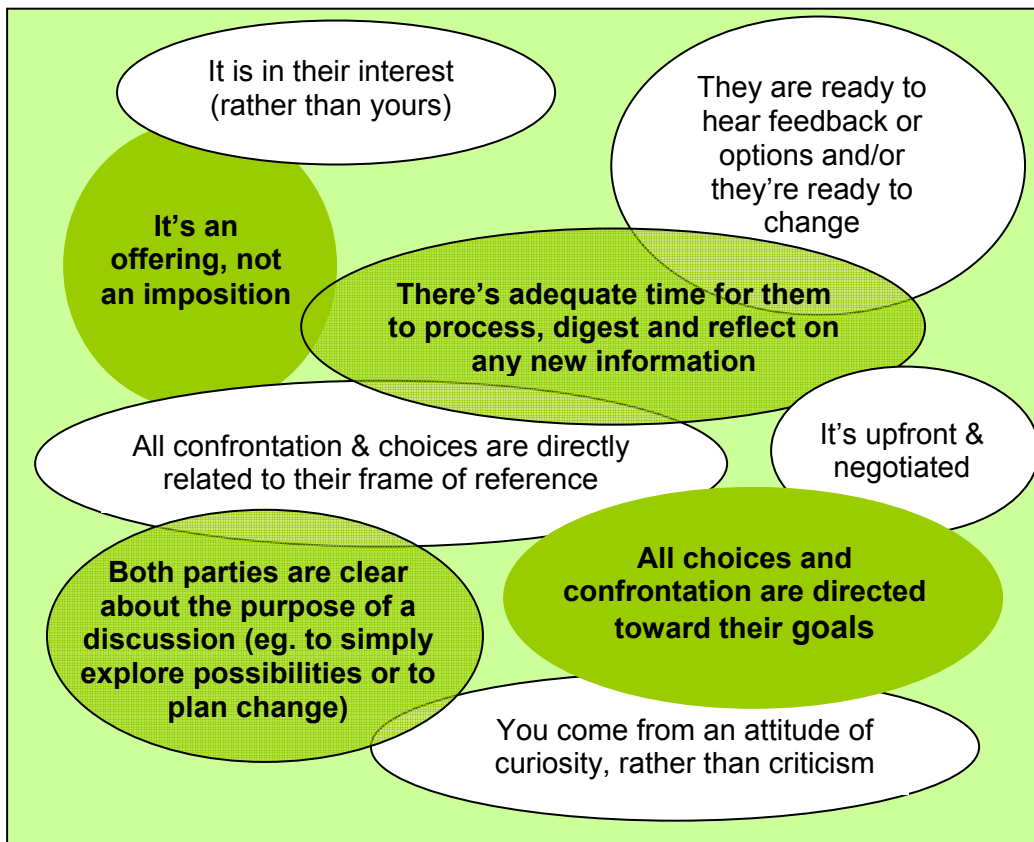 It is in their interest
(rather than yours)
They are ready to
hear feedback or
options and/or
they're ready to
change
It's an
offering, not
an imposition
There's adequate time for them
to process, digest and reflect on
any new information
All confrontation & choices are directly
related to their frame of reference
It's upfront &
negotiated
Both parties are clear
about the purpose of a
discussion (eg. to simply
explore possibilities or to
plan change)
All choices and
confrontation are directed
toward their goals
You come from an attitude of
curiosity, rather than criticism